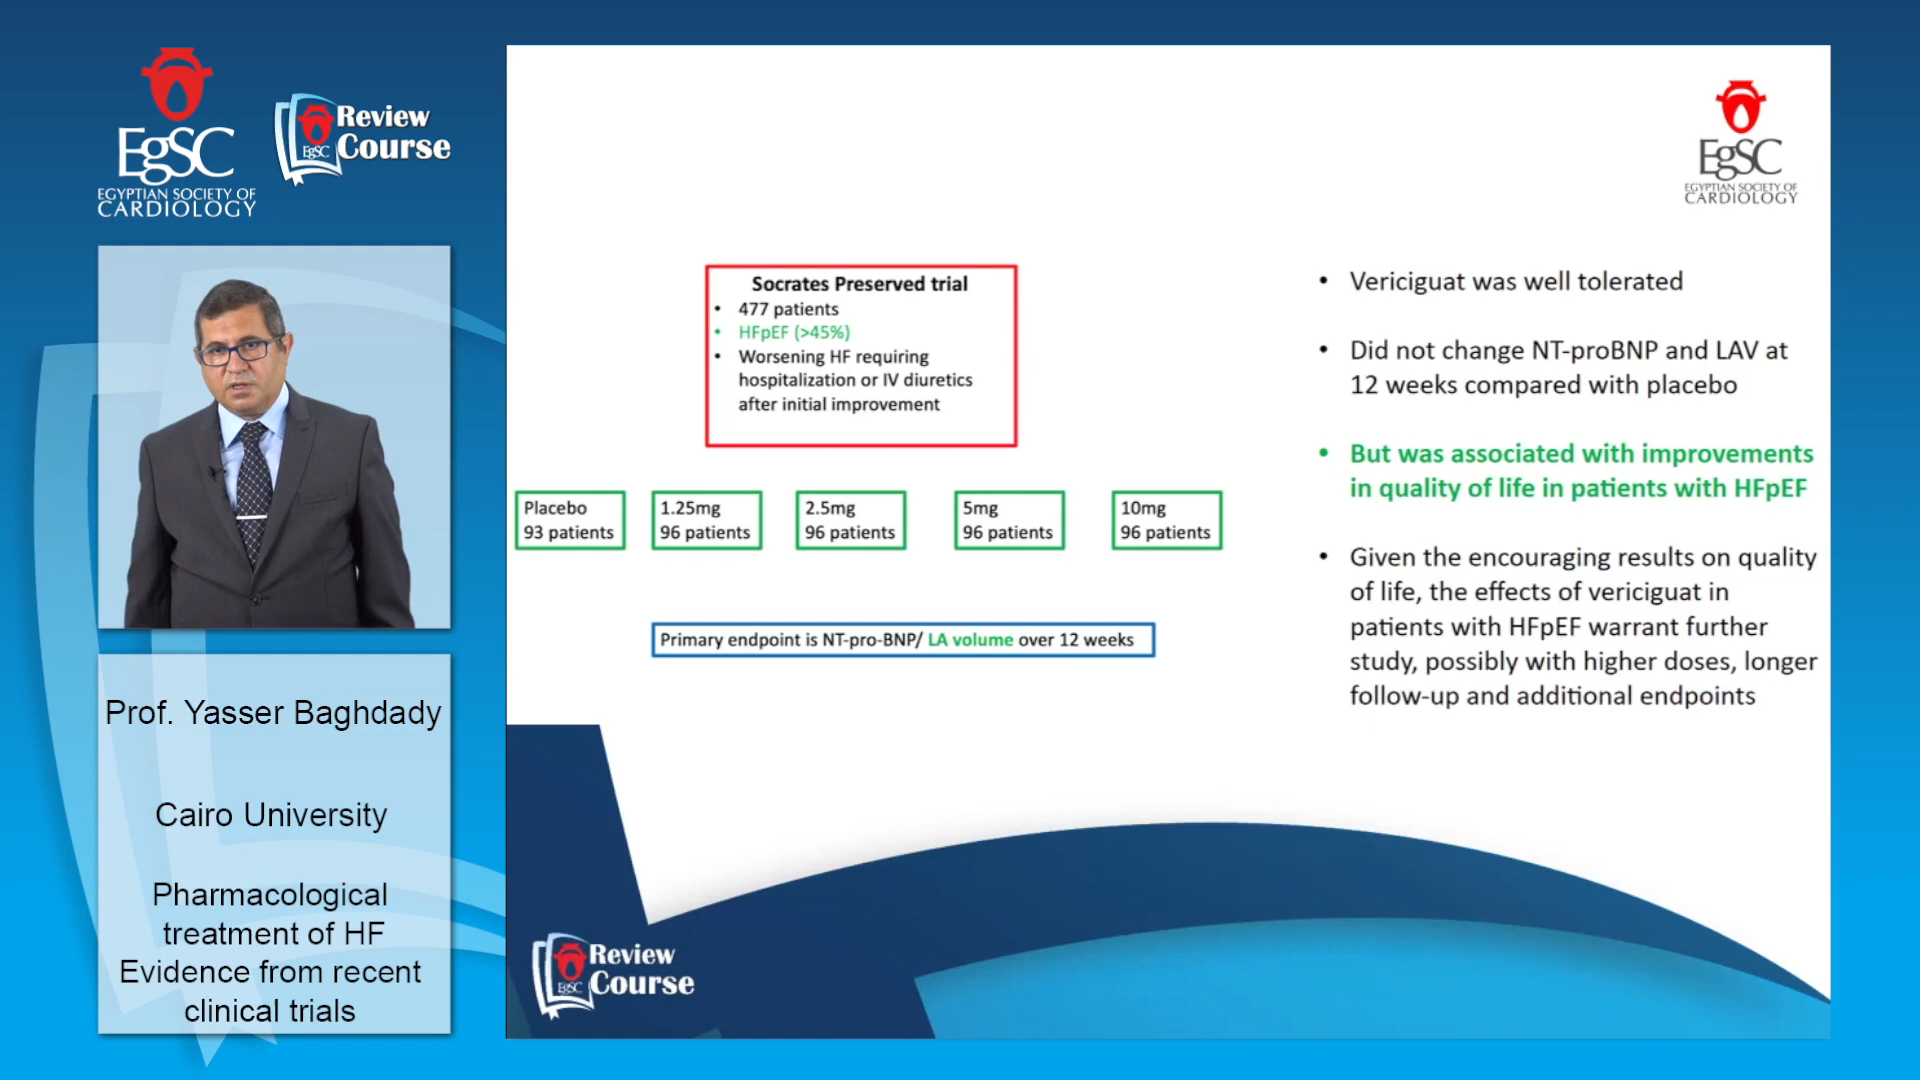 EgSC
EGYPTIAN SOCIETY OF
CARDIOLOGY
Review
Course
EgSC
Prof. Yasser Baghdady
Cairo University
Pharmacological
treatment of HF
Evidence from recent
clinical trials
EgSC
EGYPTIAN SOCIETY OF
CARDIOLOGY
Socrates Preserved trial
• 477 patients
• HFpEF (>45%)
• Worsening HF requiring
hospitalization or IV diuretics
after initial improvement
Placebo
93 patients
1.25mg
96 patients
2.5mg
96 patients
5mg
96 patients
10mg
96 patients
Primary endpoint is NT-pro-BNP/ LA volume over 12 weeks
• Vericiguat was well tolerated
• Did not change NT-proBNP and LAV at
12 weeks compared with placebo
• But was associated with improvements
in quality of life in patients with HFpEF
• Given the encouraging results on quality
of life, the effects of vericiguat in
patients with HFpEF warrant further
study, possibly with higher doses, longer
follow-up and additional endpoints
Review
Course
EgSC